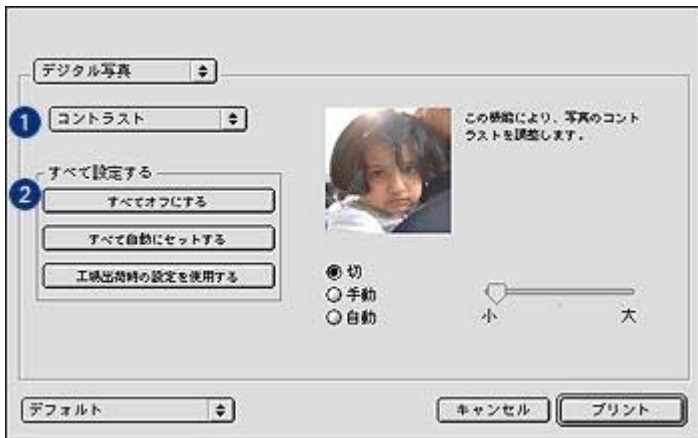 デジタル写真
1
コントラスト
この機能により、写真のコント
ラストを調整します。
すべて設定する
2
すべてオフにする
すべて自動にセットする
工場出荷時の設定を使用する
切
手動
自動
小
大
デフォルト
キャンセル
プリント